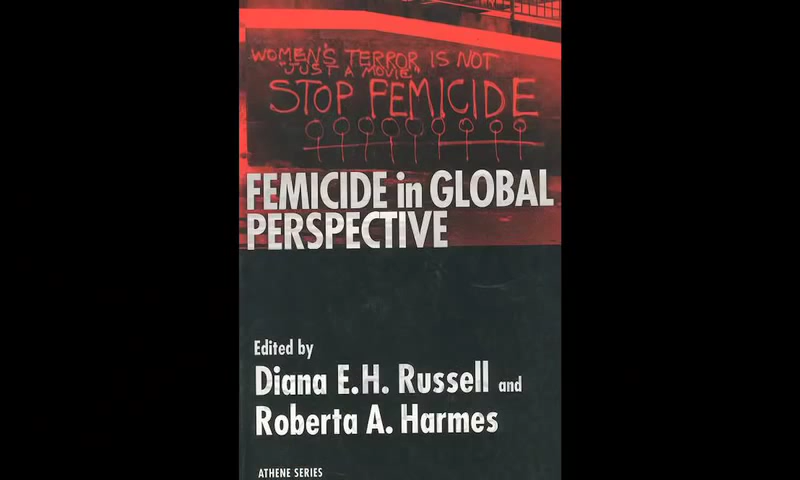 WOMEN'S TERROR IS NOT
"JUST A MOVIE"
STOP FEMICIDE
FEMICIDE in GLOBAL
PERSPECTIVE
Edited by
Diana E.H. Russell and
Roberta A. Harmes
ATHENE SERIES